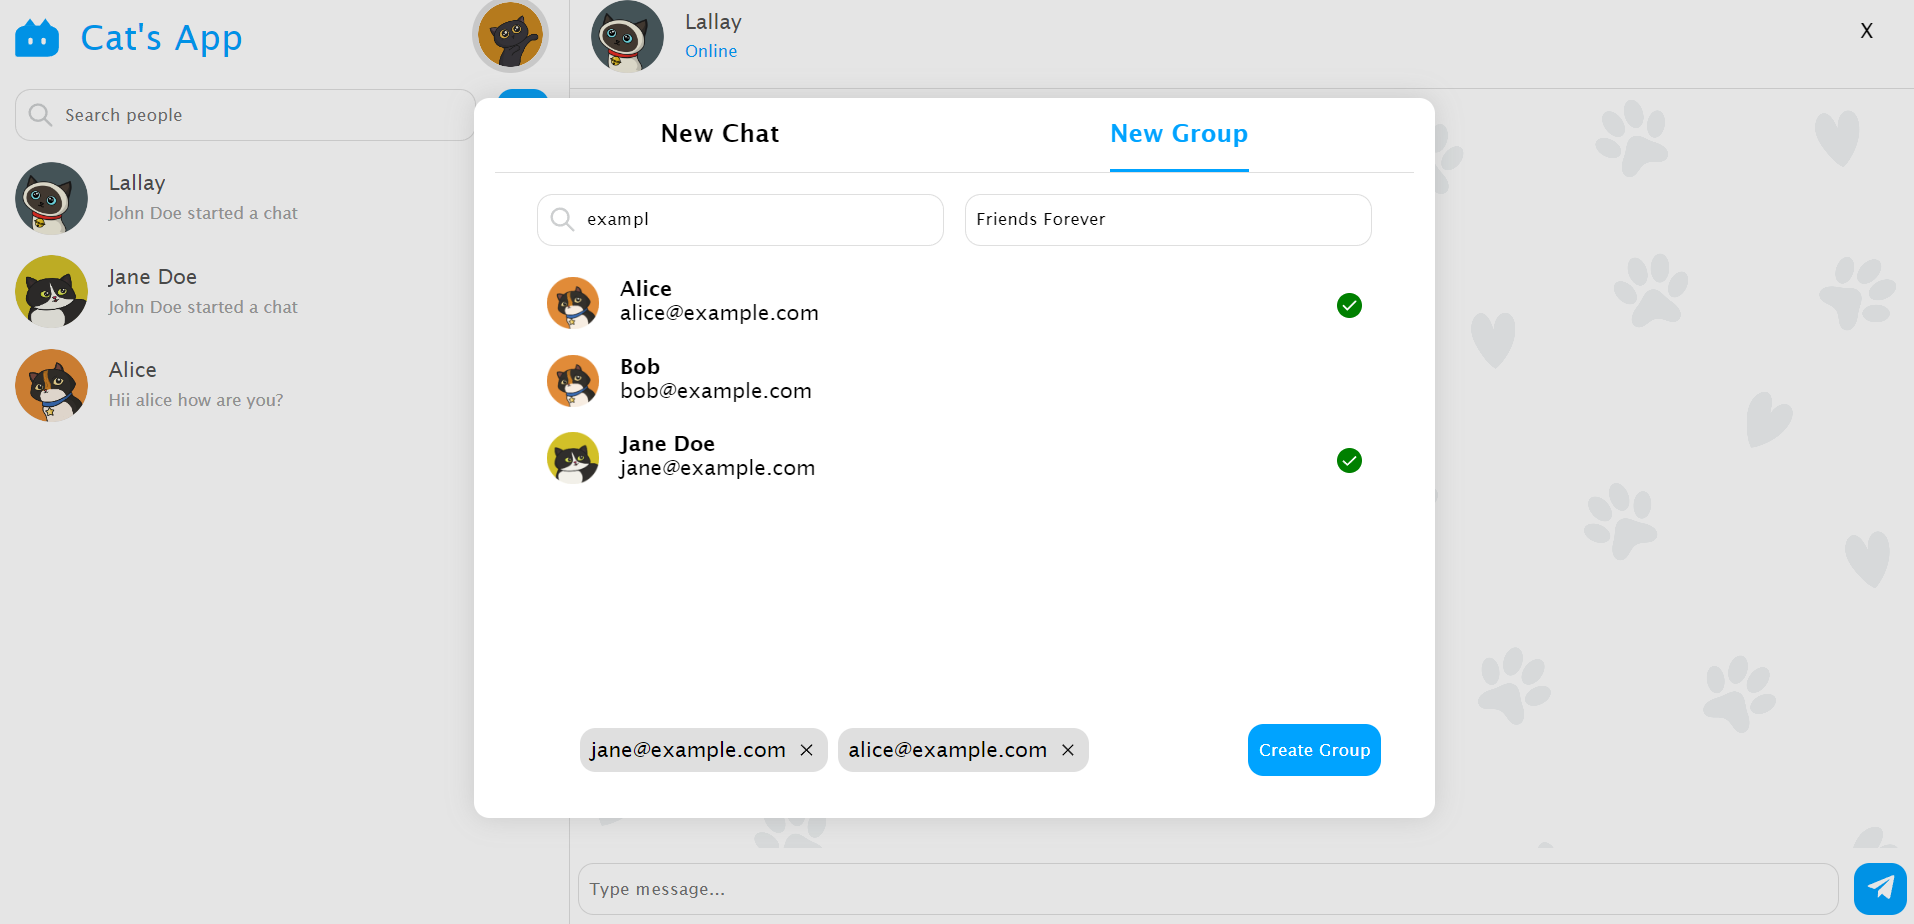 Cat's App
Search people
Lallay
John Doe started a chat
Jane Doe
John Doe started a chat
Alice
Hii alice how are you?
Lallay
Online
X
New Chat
New Group
exampl
Friends Forever
Alice
alice@example.com
Bob
bob@example.com
Jane Doe
jane@example.com
jane@example.com
alice@example.com
Create Group
Type message...